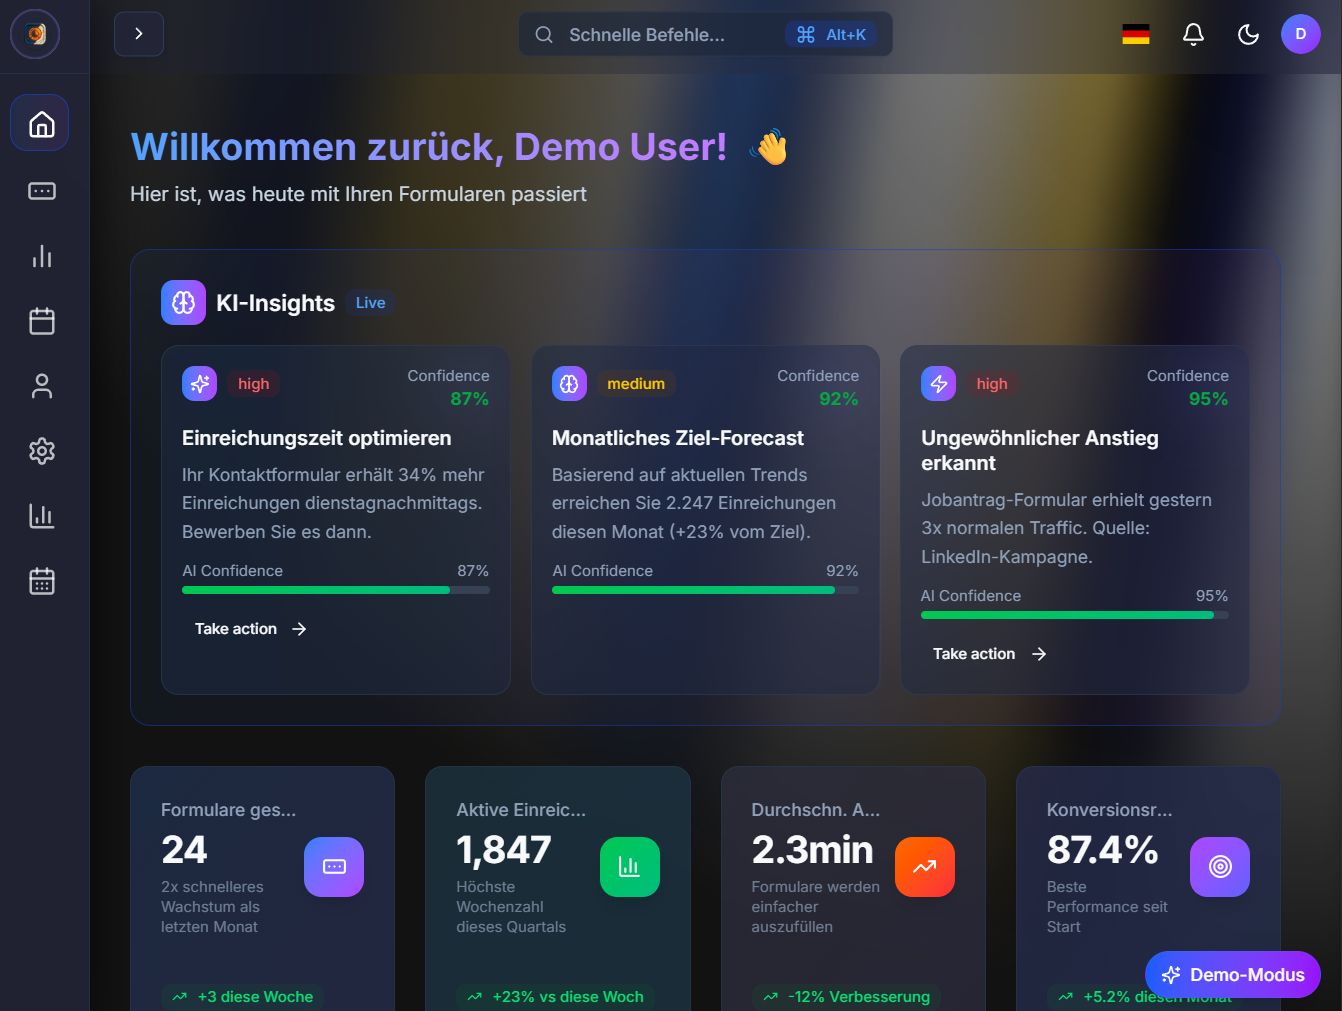 Schnelle Befehle...
Alt+K
D
Willkommen zurück, Demo User! 👋
Hier ist, was heute mit Ihren Formularen passiert
KI-Insights
Live
high
Confidence
87%
Einreichungszeit optimieren
Ihr Kontaktformular erhält 34% mehr
Einreichungen dienstagnachmittags.
Bewerben Sie es dann.
AI Confidence
87%
Take action
medium
Confidence
92%
Monatliches Ziel-Forecast
Basierend auf aktuellen Trends
erreichen Sie 2.247 Einreichungen
diesen Monat (+23% vom Ziel).
AI Confidence
92%
high
Confidence
95%
Ungewöhnlicher Anstieg
erkannt
Jobantrag-Formular erhielt gestern
3x normalen Traffic. Quelle:
LinkedIn-Kampagne.
AI Confidence
95%
Take action
Formulare ges...
24
2x schnelleres
Wachstum als
letzten Monat
+3 diese Woche
Aktive Einreic...
1,847
Höchste
Wochenzahl
dieses Quartals
+23% vs diese Woch
Durchschn. A...
2.3min
Formulare werden
einfacher
auszufüllen
-12% Verbesserung
Konversionsr...
87.4%
Beste
Performance seit
Start
+5.2% diesen Monat
Demo-Modus